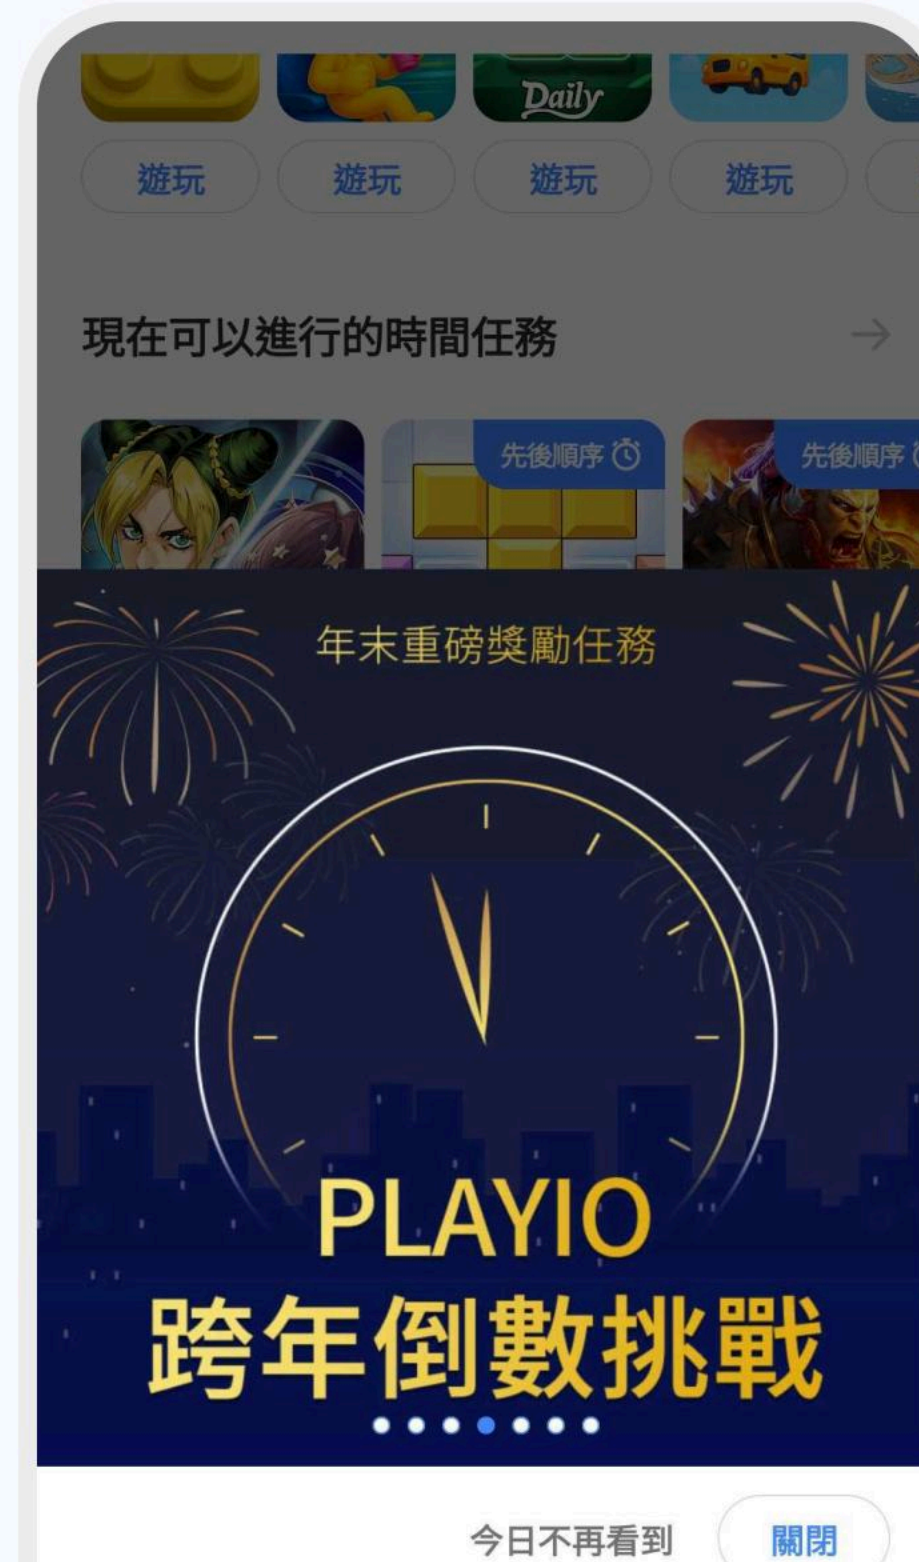 Daily
遊玩 遊玩 遊玩 遊玩
現在可以進行的時間任務
先後順序 先後順序
年末重磅獎勵任務
PLAYIO
跨年倒數挑戰
今日不再看到 關閉